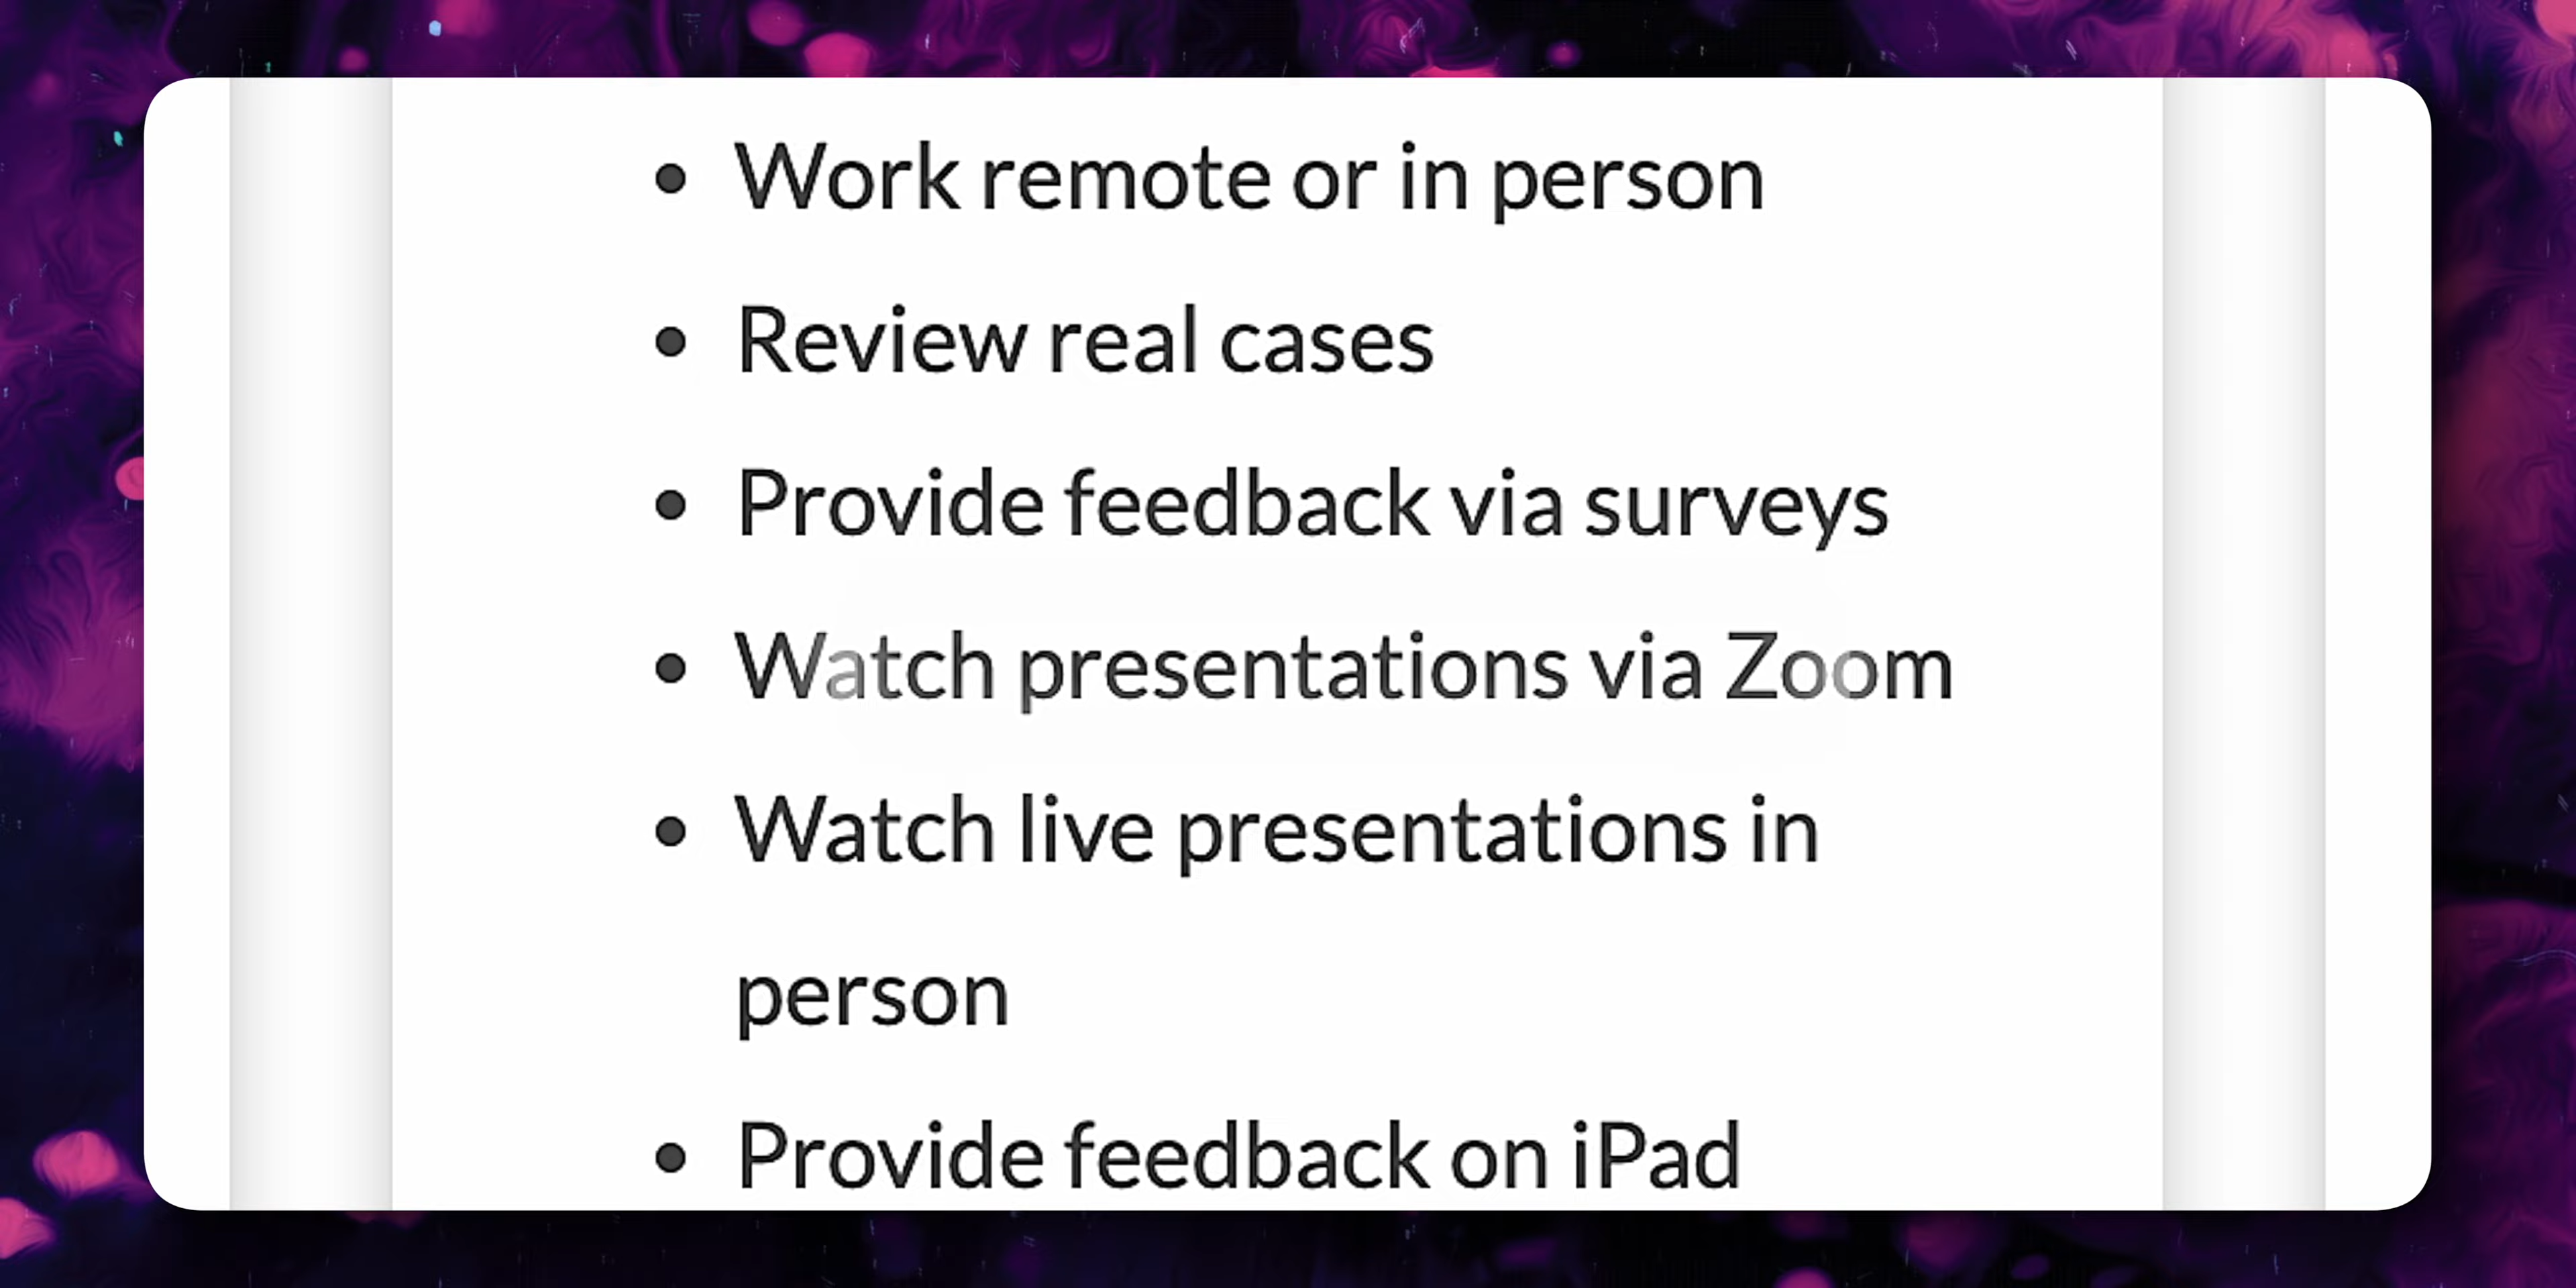 • Work remote or in person
• Review real cases
• Provide feedback via surveys
• Watch presentations via Zoom
• Watch live presentations in
person
• Provide feedback on iPad